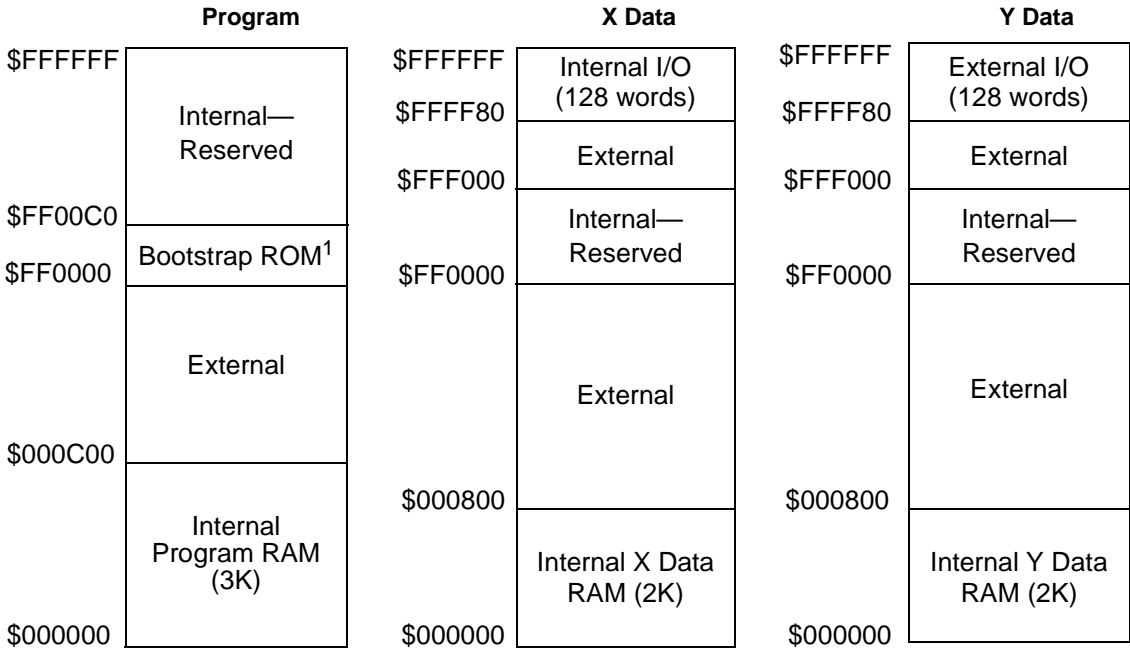 Program
$FFFFFF
Internal—
Reserved
$FF00C0
Bootstrap ROM1
$FF0000
External
$000C00
Internal
Program RAM
(3K)
$000000
X Data
$FFFFFF
Internal I/O
(128 words)
$FFFF80
External
$FFF000
Internal—
Reserved
$FF0000
External
$000800
Internal X Data
RAM (2K)
$000000
Y Data
$FFFFFF
External I/O
(128 words)
$FFFF80
External
$FFF000
Internal—
Reserved
$FF0000
External
$000800
Internal Y Data
RAM (2K)
$000000